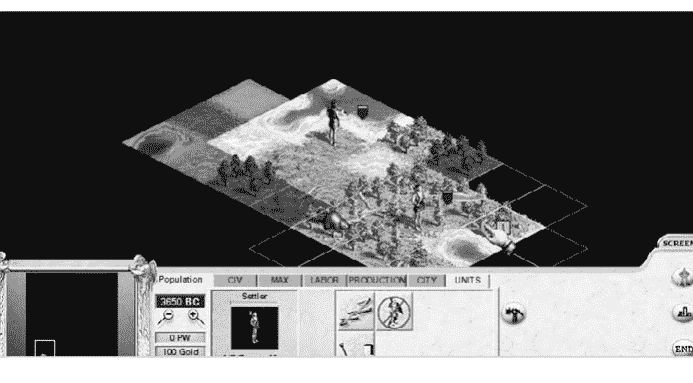 SCREEN
Population CIV MAX LABOR PRODUCTION CITY UNITS
3650 BC
Settler
0 PW
100 Gold
END